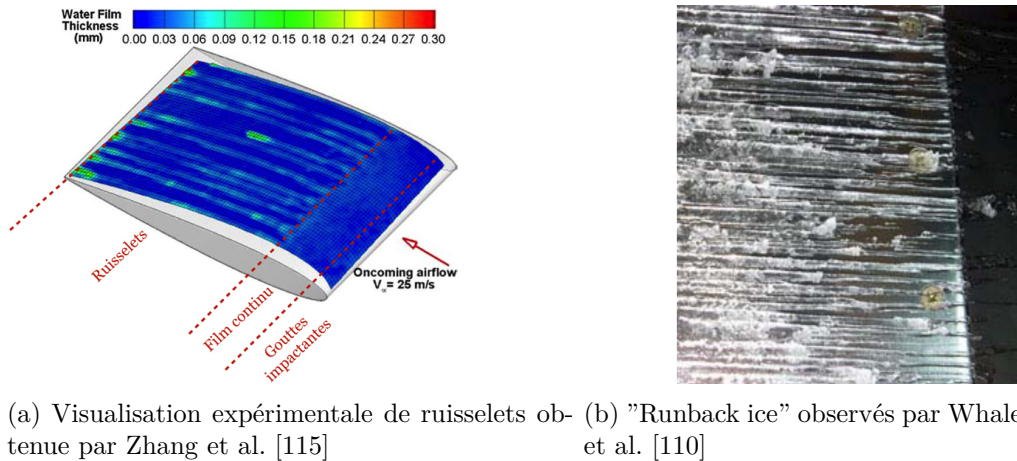 Water Film
Thickness
(mm)
0.00 0.03 0.06 0.09 0.12 0.15 0.18 0.21 0.24 0.27 0.30
Ruisselets
Film continu
Gouttes
impactantes
Oncoming airflow
V∞= 25 m/s
(a) Visualisation expérimentale de ruisselets ob-
tenue par Zhang et al. [115]
(b) ”Runback ice” observés par Whale
et al. [110]